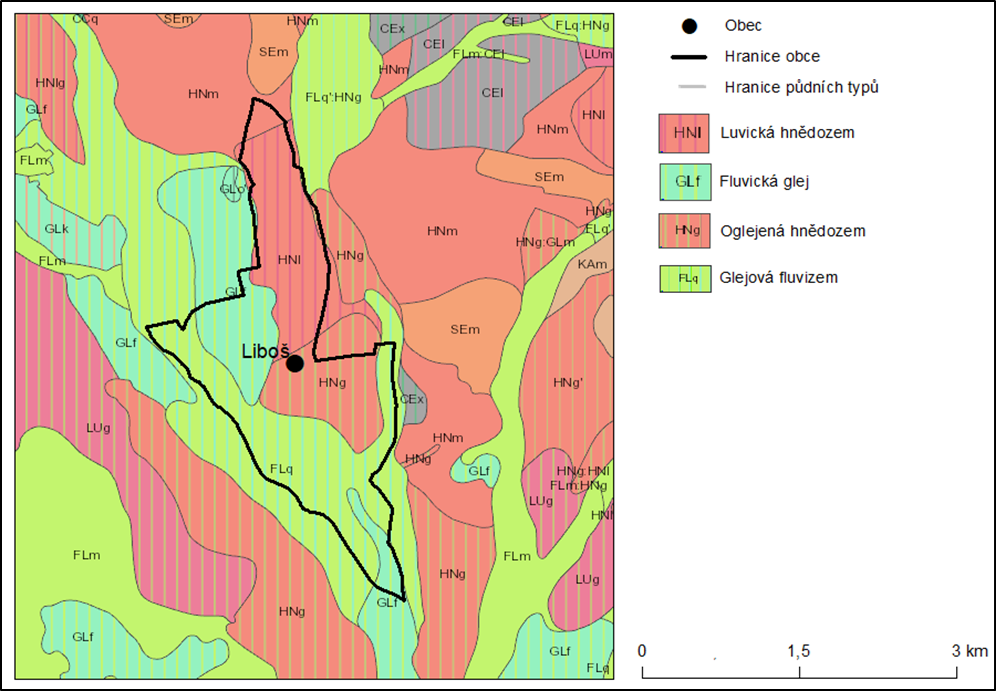 CCq
SEm
HNm
CEx
CEl
FLq:HNg
CEl
FLm:CEl
LUm
SEm
HNlg
HNm
HNm
FLq':HNg
CEl
GLf
HNl
HNm
FLm
SEm
GLo'
HNg
GLk
HNm
FLq'
HNg:GLm
FLm
HNl
HNg
KAm
GLf
SEm
GLf
Liboš
HNg
HNg'
CEx
LUg
HNm
HNg
FLq
GLf
HNg:HNl
FLm:HNg
LUg
FLm
FLm
HNg
LUg
HNg
GLf
GLf
GLf
FLq
Obec
Hranice obce
Hranice půdních typů
HNl Luvická hnědozem
GLf Fluvická glej
HNg Oglejená hnědozem
FLq Glejová fluvizem
0 1,5 3 km